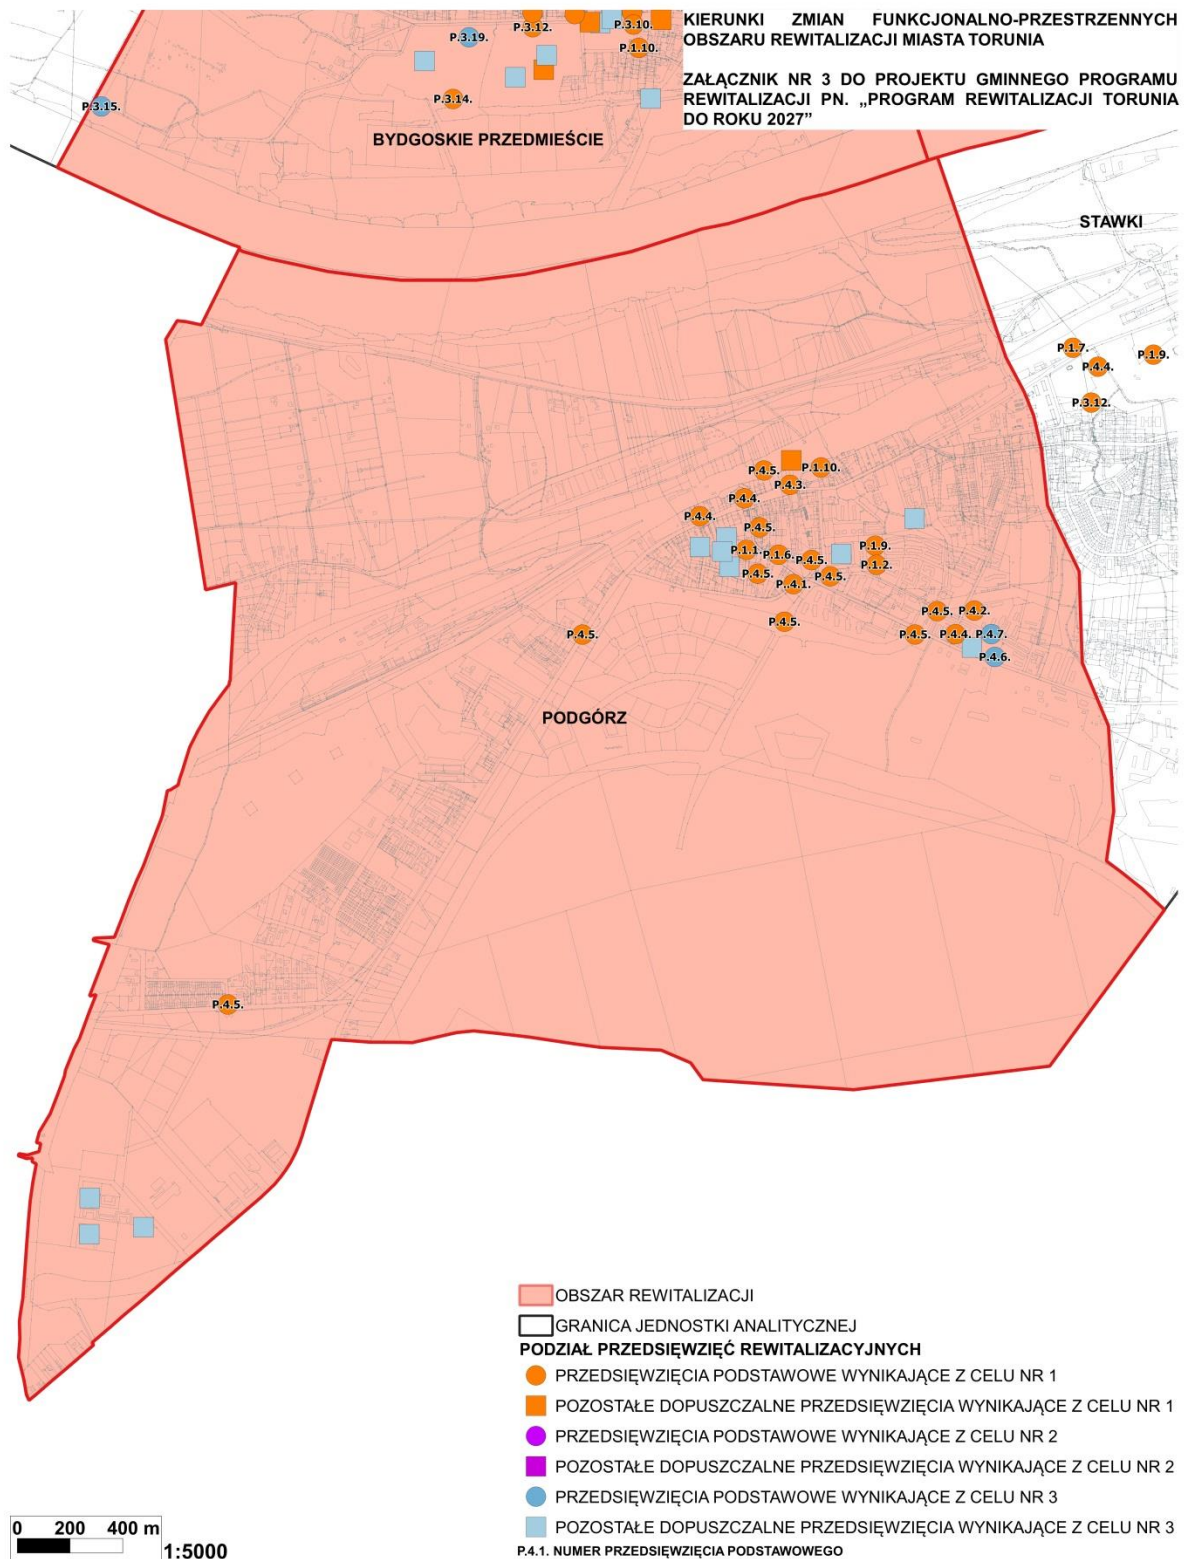 KIERUNKI ZMIAN FUNKCJONALNO-PRZESTRZENNYCH
OBSZARU REWITALIZACJI MIASTA TORUNIA
ZAŁĄCZNIK NR 3 DO PROJEKTU GMINNEGO PROGRAMU
REWITALIZACJI PN. „PROGRAM REWITALIZACJI TORUNIA
DO ROKU 2027”
P.3.12.
P.3.10.
P.3.19.
P.1.10.
P.3.14.
P.3.15.
BYDGOSKIE PRZEDMIEŚCIE
STAWKI
P.1.7.
P.1.9.
P.4.4.
P.3.12.
P.4.5.
P.1.10.
P.4.3.
P.4.4.
P.4.4.
P.4.5.
P.1.1.
P.1.6.
P.4.5.
P.1.9.
P.1.2.
P.4.5.
P..4.1.
P.4.5.
P.4.5.
P.4.2.
P.4.5.
P.4.5.
P.4.5.
P.4.4.
P.4.7.
P.4.6.
PODGÓRZ
P.4.5.
OBSZAR REWITALIZACJI
GRANICA JEDNOSTKI ANALITYCZNEJ
PODZIAŁ PRZEDSIĘWZIĘĆ REWITALIZACYJNYCH
PRZEDSIĘWZIĘCIA PODSTAWOWE WYNIKAJĄCE Z CELU NR 1
POZOSTAŁE DOPUSZCZALNE PRZEDSIĘWZIĘCIA WYNIKAJĄCE Z CELU NR 1
PRZEDSIĘWZIĘCIA PODSTAWOWE WYNIKAJĄCE Z CELU NR 2
POZOSTAŁE DOPUSZCZALNE PRZEDSIĘWZIĘCIA WYNIKAJĄCE Z CELU NR 2
PRZEDSIĘWZIĘCIA PODSTAWOWE WYNIKAJĄCE Z CELU NR 3
POZOSTAŁE DOPUSZCZALNE PRZEDSIĘWZIĘCIA WYNIKAJĄCE Z CELU NR 3
P.4.1. NUMER PRZEDSIĘWZIĘCIA PODSTAWOWEGO
0 200 400 m
1:5000